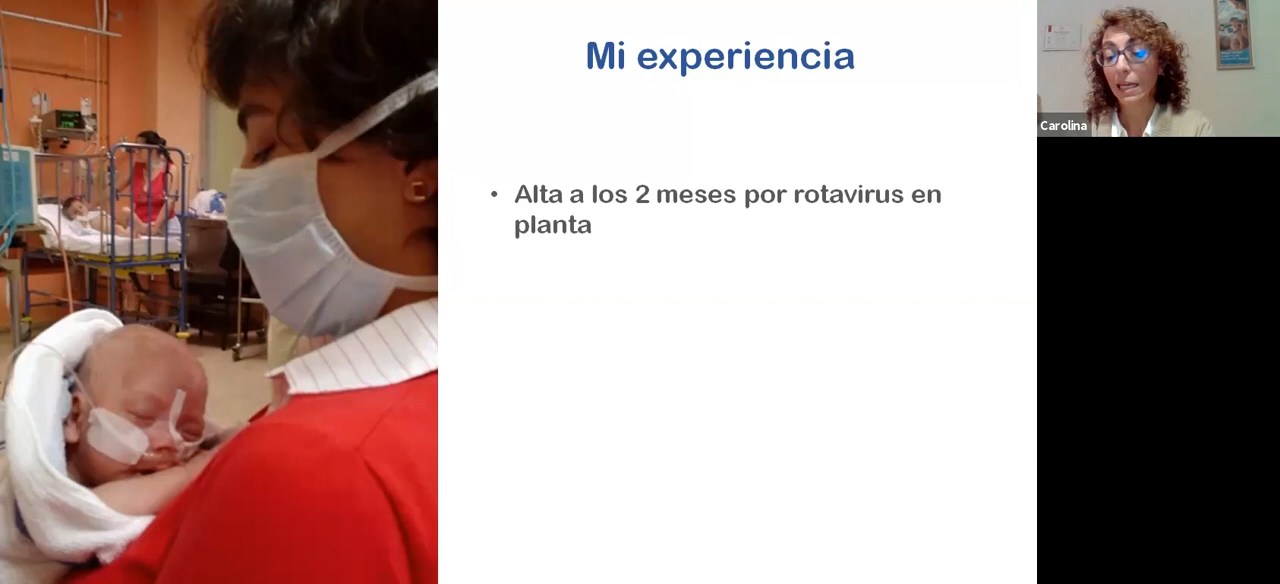 Mi experiencia
• Alta a los 2 meses por rotavirus en
planta
Carolina